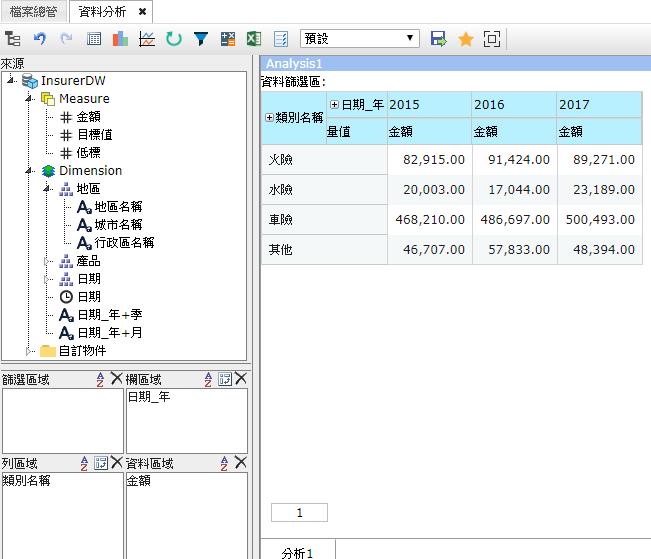 檔案總管 資料分析
預設
來源
InsurerDW
Measure
金額
目標值
低標
Dimension
地區
地區名稱
城市名稱
行政區名稱
產品
日期
日期
日期_年+季
日期_年+月
自訂物件
篩選區域
欄區域
日期_年
列區域
類別名稱
資料區域
金額
Analysis1
資料篩選區:
類別名稱 日期_年 2015 2016 2017
量值 金額 金額 金額
火險 82,915.00 91,424.00 89,271.00
水險 20,003.00 17,044.00 23,189.00
車險 468,210.00 486,697.00 500,493.00
其他 46,707.00 57,833.00 48,394.00
1
分析1